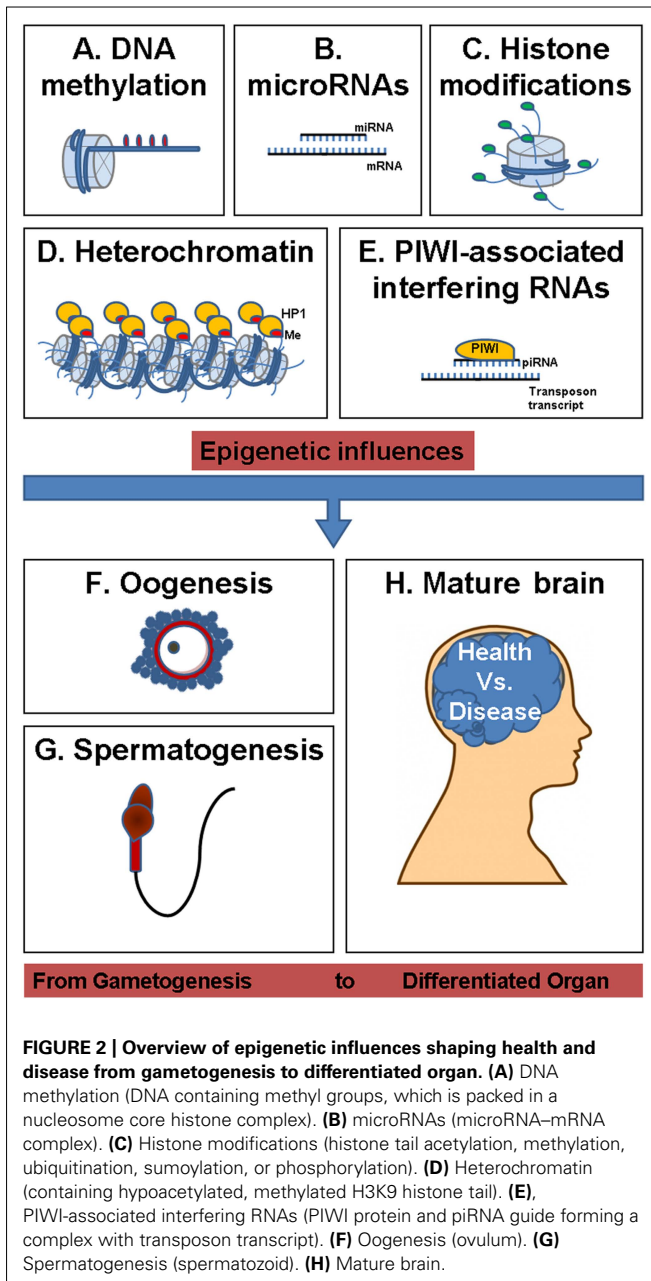 A. DNA
methylation
B.
microRNAs
miRNA
mRNA
C. Histone
modifications
D. Heterochromatin
HP1
Me
E. PIWI-associated
interfering RNAs
PIWI
piRNA
Transposon
transcript
Epigenetic influences
F. Oogenesis
G. Spermatogenesis
H. Mature brain
Health
Vs.
Disease
From Gametogenesis to Differentiated Organ
FIGURE 2 | Overview of epigenetic influences shaping health and
disease from gametogenesis to differentiated organ. (A) DNA
methylation (DNA containing methyl groups, which is packed in a
nucleosome core histone complex). (B) microRNAs (microRNA–mRNA
complex). (C) Histone modifications (histone tail acetylation, methylation,
ubiquitination, sumoylation, or phosphorylation). (D) Heterochromatin
(containing hypoacetylated, methylated H3K9 histone tail). (E),
PIWI-associated interfering RNAs (PIWI protein and piRNA guide forming a
complex with transposon transcript). (F) Oogenesis (ovulum). (G)
Spermatogenesis (spermatozoid). (H) Mature brain.